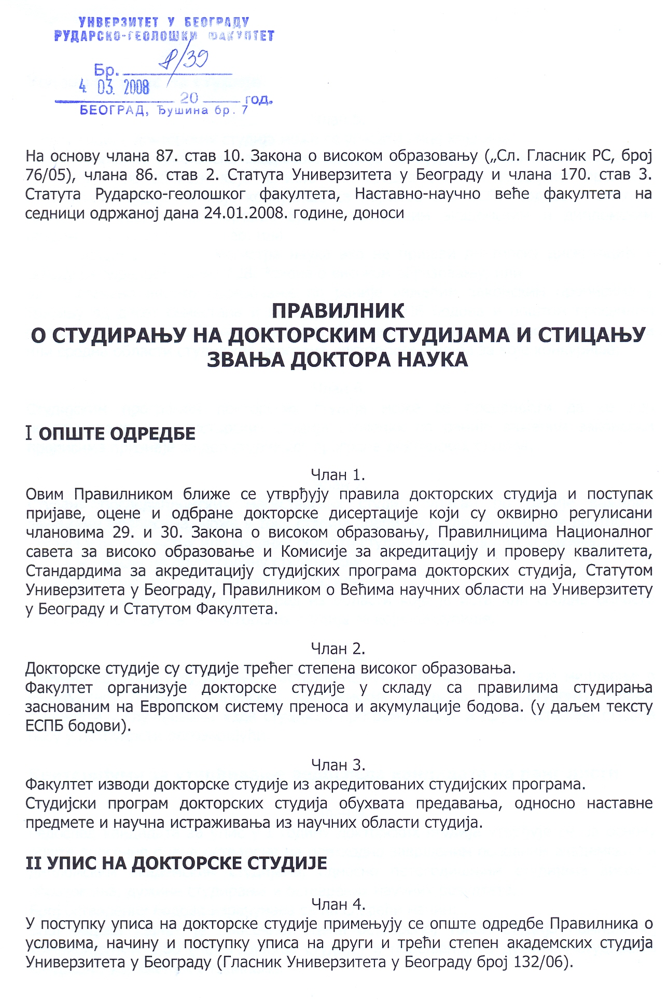 УНВЕРЗИТЕТ У БЕОГРАДУ
РУДАРСКО-ГЕОЛОШКИ ФАКУЛТЕТ
Бр. 8/39
4. 03. 2008
20 ____ год.
БЕОГРАД, Ђушина бр. 7
На основу члана 87. став 10. Закона о високом образовању („Сл. Гласник РС, број
76/05), члана 86. став 2. Статута Универзитета у Београду и члана 170. став 3.
Статута Рударско-геолошког факултета, Наставно-научно веће факултета на
седници одржаној дана 24.01.2008. године, доноси
ПРАВИЛНИК
О СТУДИРАЊУ НА ДОКТОРСКИМ СТУДИЈАМА И СТИЦАЊУ
ЗВАЊА ДОКТОРА НАУКА
I ОПШТЕ ОДРЕДБЕ
Члан 1.
Овим Правилником ближе се утврђују правила докторских студија и поступак
пријаве, оцене и одбране докторске дисертације који су оквирно регулисани
члановима 29. и 30. Закона о високом образовању, Правилницима Националног
савета за високо образовање и Комисије за акредитацију и проверу квалитета,
Стандардима за акредитацију студијских програма докторских студија, Статутом
Универзитета у Београду, Правилником о Већима научних области на Универзитету
у Београду и Статутом Факултета.
Члан 2.
Докторске студије су студије трећег степена високог образовања.
Факултет организује докторске студије у складу са правилима студирања
заснованим на Европском систему преноса и акумулације бодова. (у даљем тексту
ЕСПБ бодови).
Члан 3.
Факултет изводи докторске студије из акредитованих студијских програма.
Студијски програм докторских студија обухвата предавања, односно наставне
предмете и научна истраживања из научних области студија.
II УПИС НА ДОКТОРСКЕ СТУДИЈЕ
Члан 4.
У поступку уписа на докторске студије примењују се опште одредбе Правилника о
условима, начину и поступку уписа на други и трећи степен академских студија
Универзитета у Београду (Гласник Универзитета у Београду број 132/06).